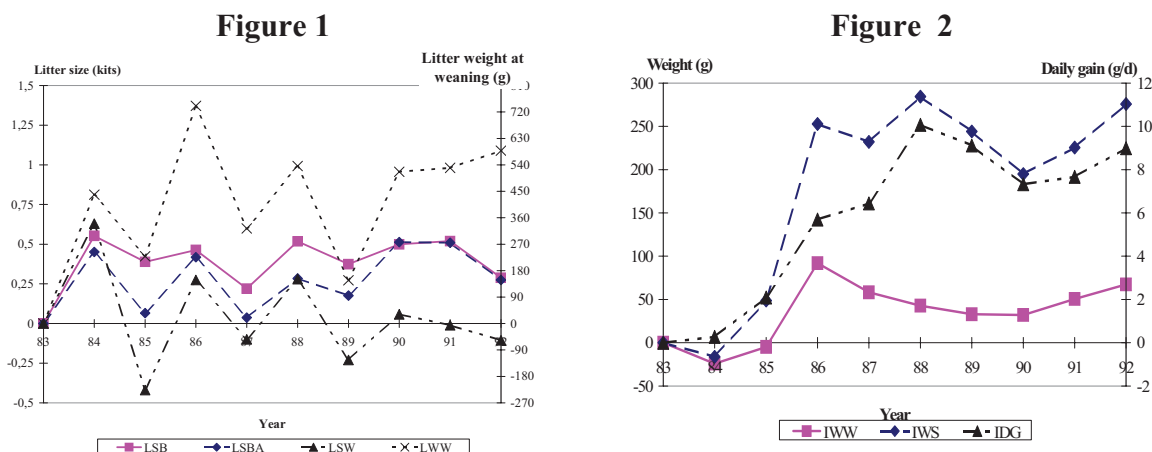 Figure 1
Litter size (kits)
Litter weight at
weaning (g)
1,5
1,25
1
0,75
0,5
0,25
0
-0,25
-0,5
720
630
540
450
360
270
180
90
0
-90
-180
-270
83 84 85 86 87 88 89 90 91
Year
LSB LSBA LSW LWW
Figure 2
Weight (g)
Daily gain (g/d)
300
250
200
150
100
50
0
-50
12
10
8
6
4
2
0
-2
83 84 85 86 87 88 89 90 91 92
Year
IWW IWS IDG